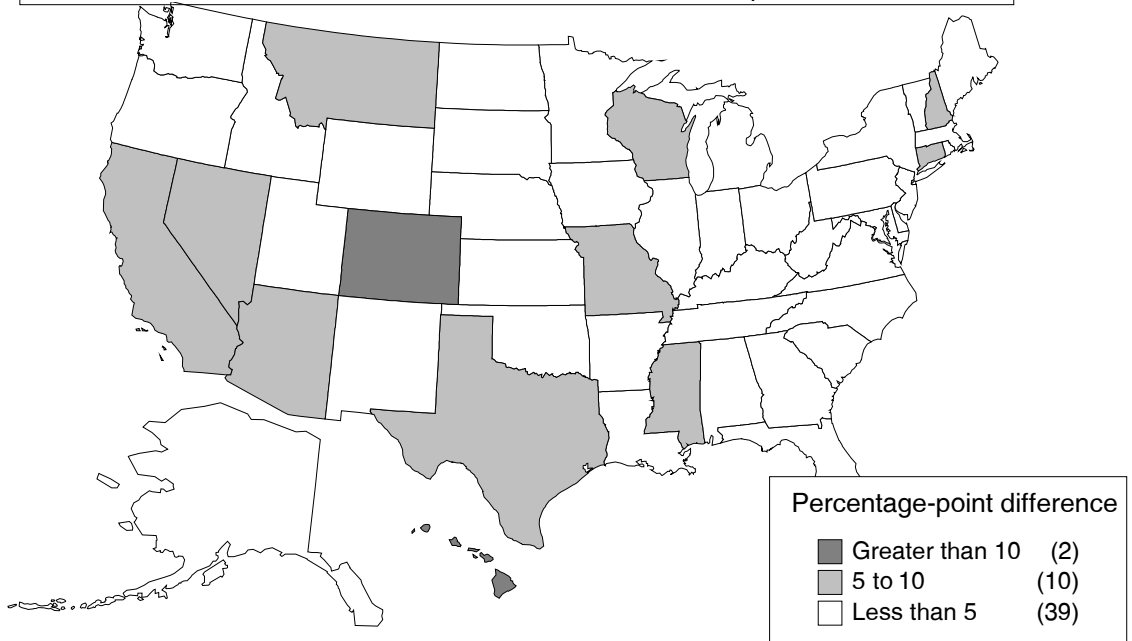 Percentage-point difference
Greater than 10 (2)
5 to 10 (10)
Less than 5 (39)